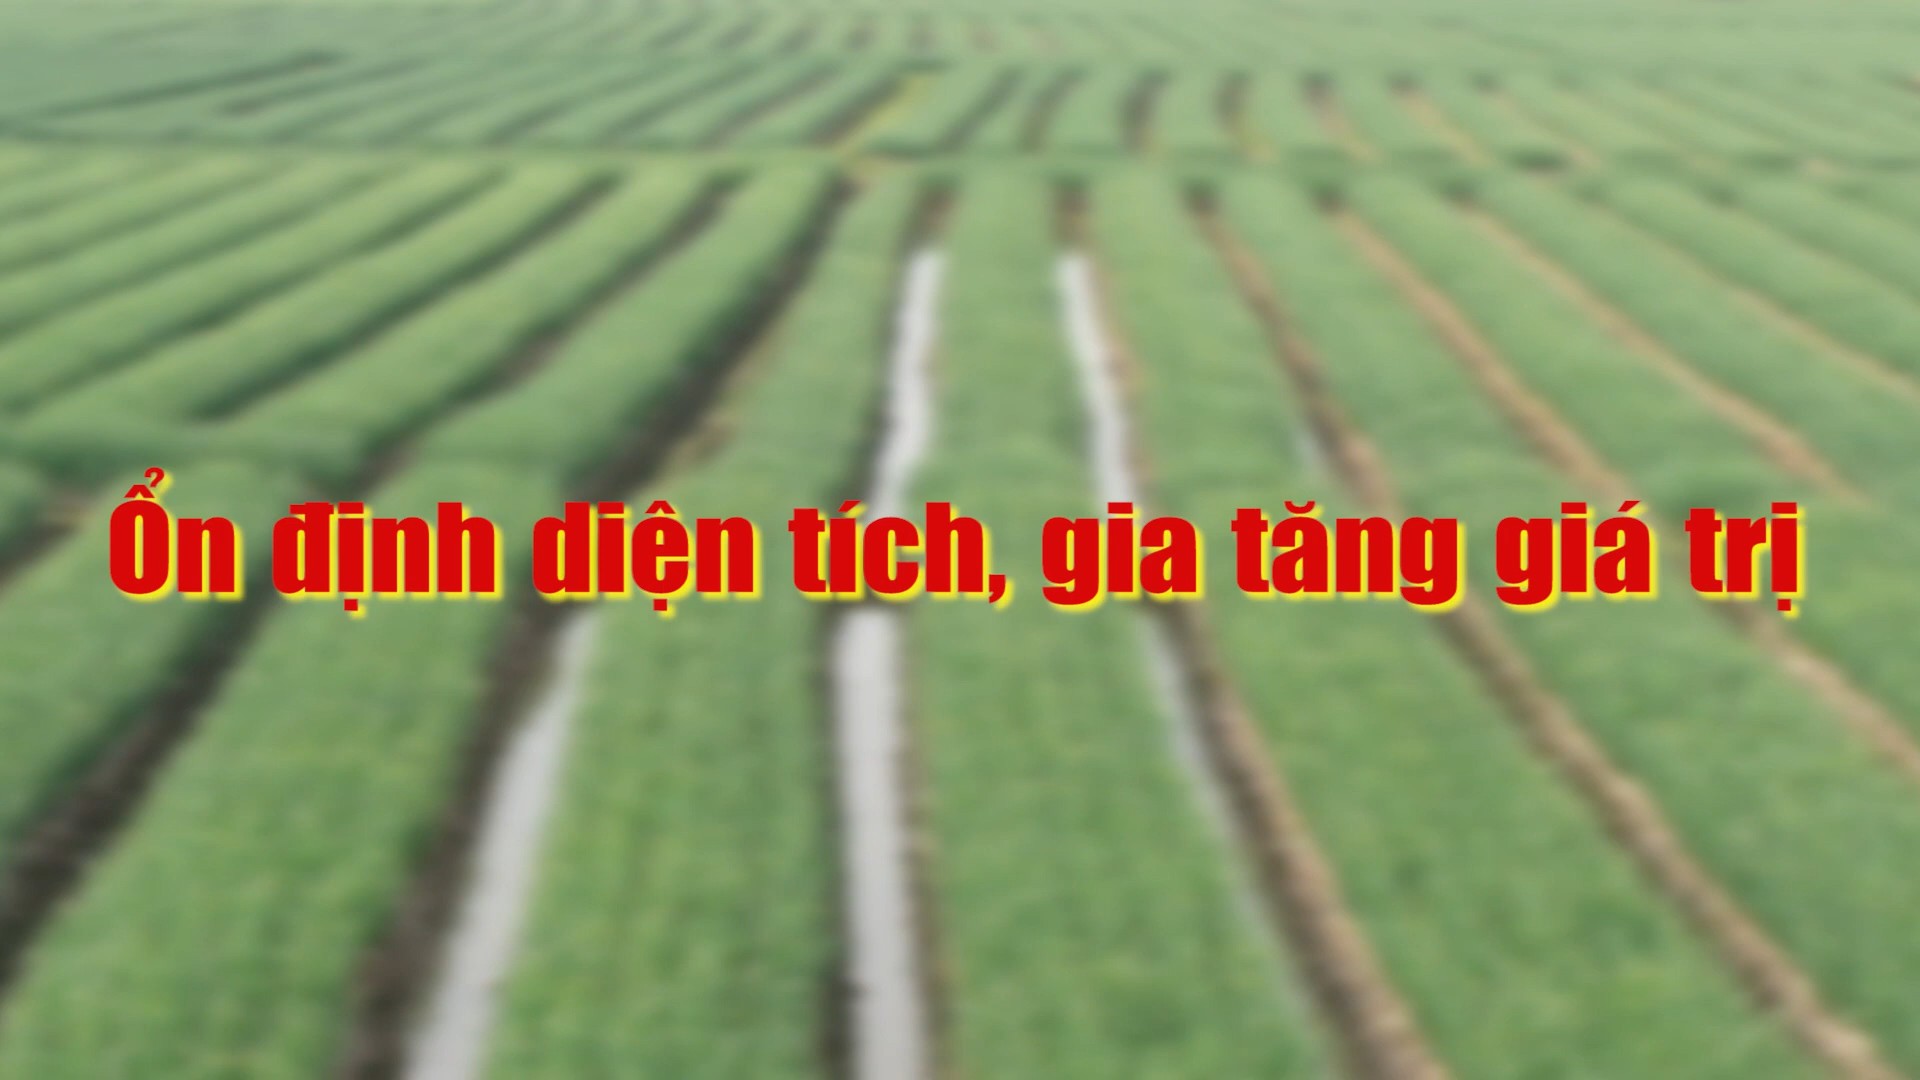 Ổn định diện tích, gia tăng giá trị